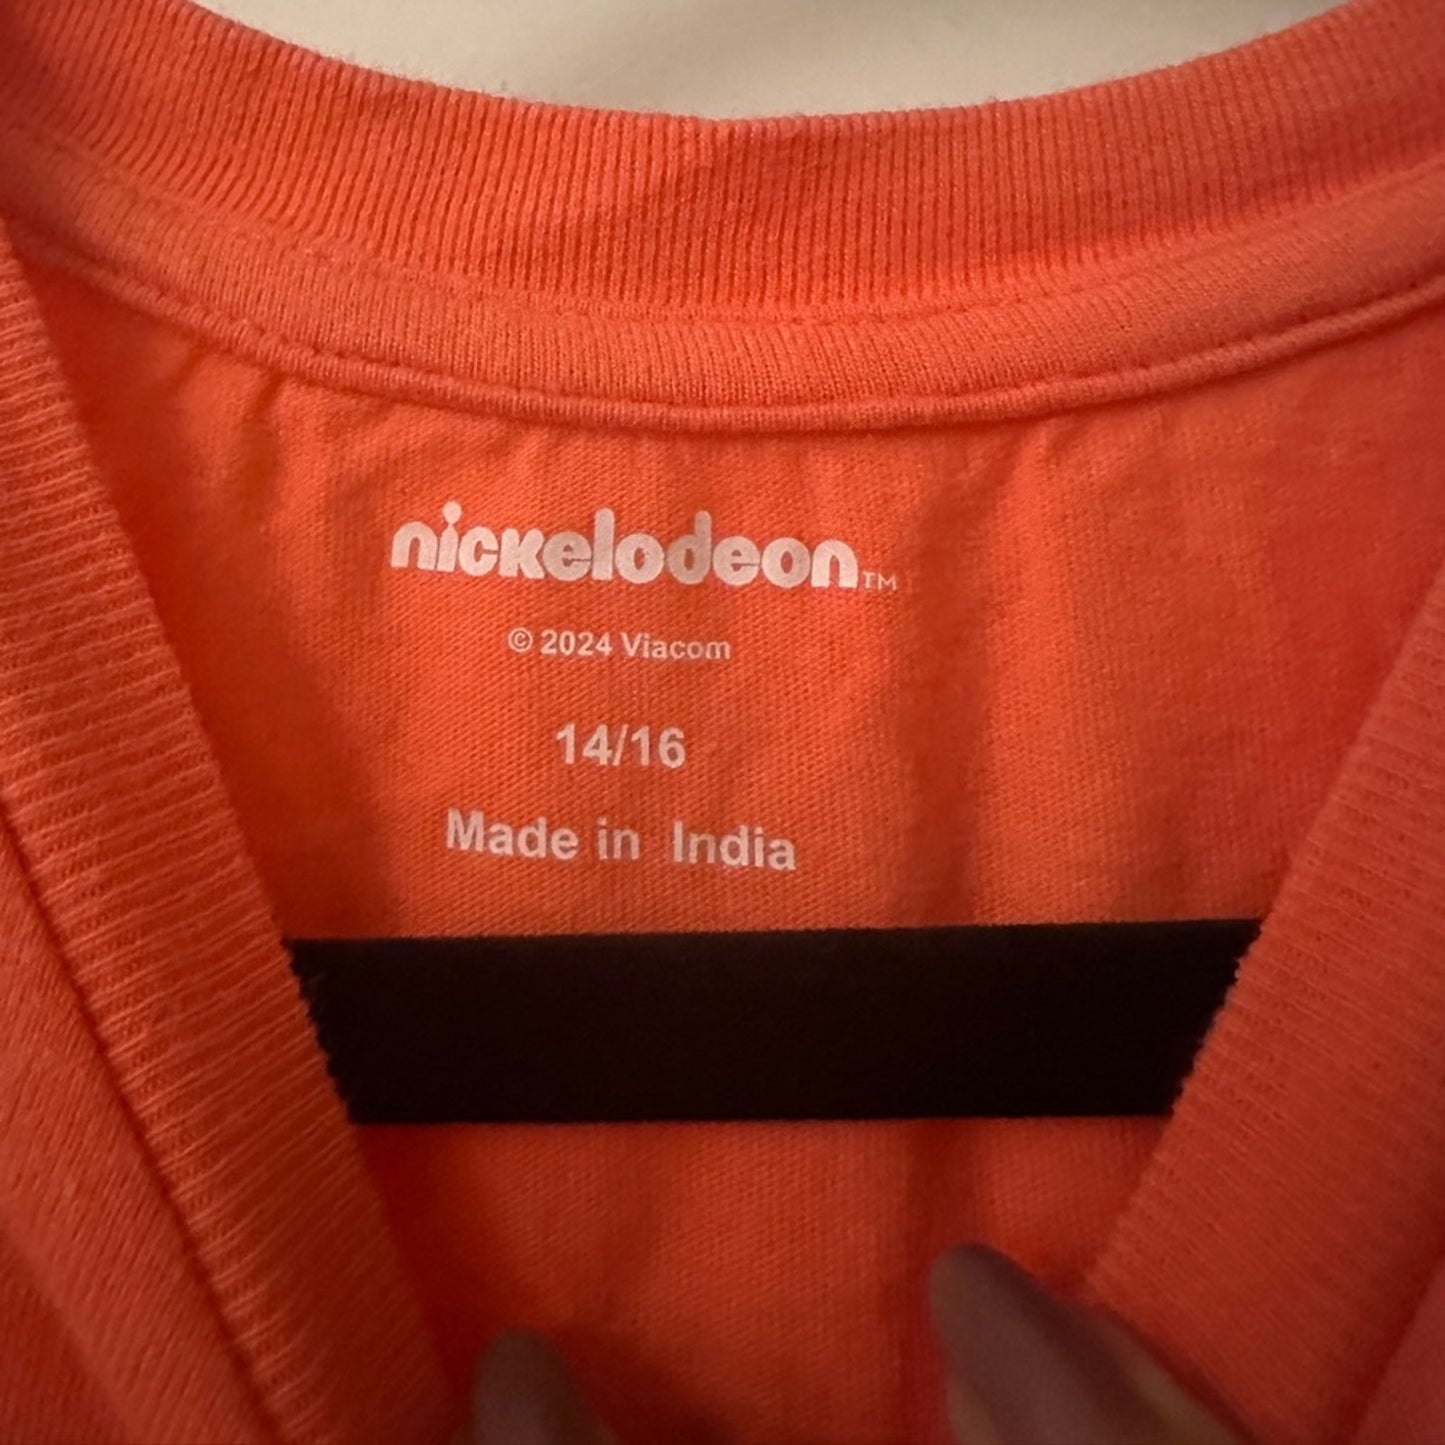 nickelodeon™
© 2024 Viacom
14/16
Made in India